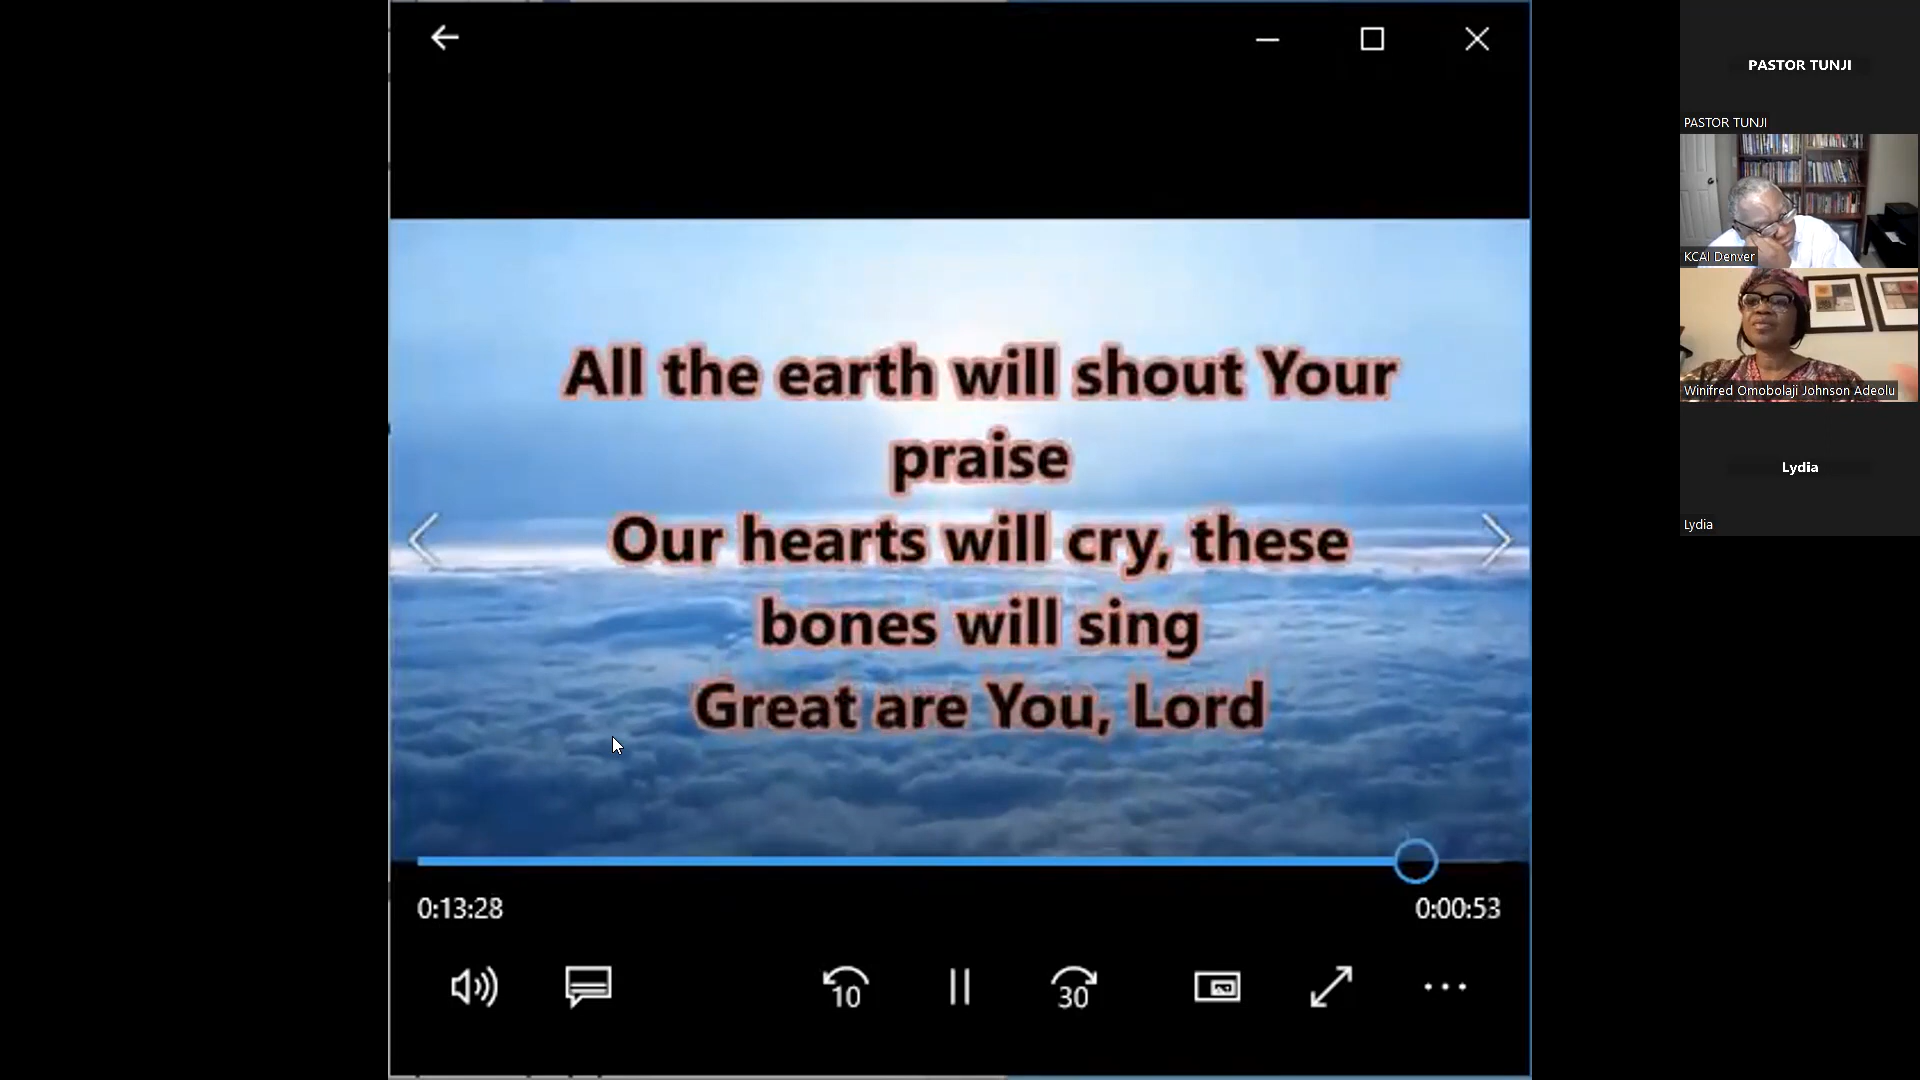 All the earth will shout Your
praise
Our hearts will cry, these
bones will sing
Great are You, Lord
0:13:28
0:00:53
10
30
PASTOR TUNJI
PASTOR TUNJI
KCAI Denver
Winifred Omobolaji Johnson Adeolu
Lydia
Lydia